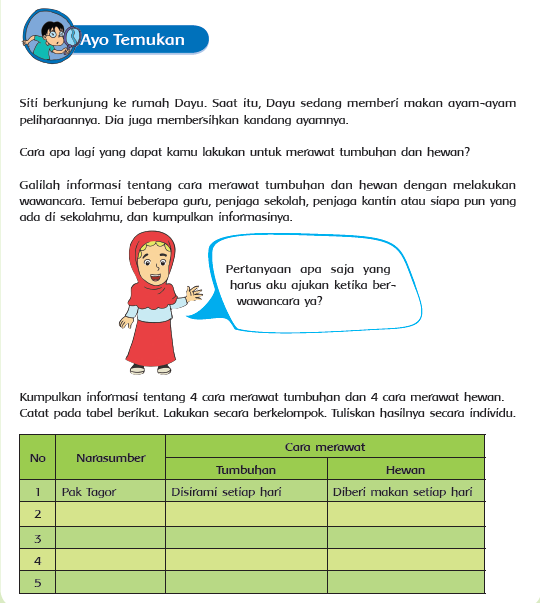 Ayo Temukan
Siti berkunjung ke rumah Dayu. Saat itu, Dayu sedang memberi makan ayam-ayam
peliharaannya. Dia juga membersihkan kandang ayamnya.
Cara apa lagi yang dapat kamu lakukan untuk merawat tumbuhan dan hewan?
Galilah informasi tentang cara merawat tumbuhan dan hewan dengan melakukan
wawancara. Temui beberapa guru, penjaga sekolah, penjaga kantin atau siapa pun yang
ada di sekolahmu, dan kumpulkan informasinya.
Pertanyaan apa saja yang
harus aku ajukan ketika ber-
wawancara ya?
Kumpulkan informasi tentang 4 cara merawat tumbuhan dan 4 cara merawat hewan.
Catat pada tabel berikut. Lakukan secara berkelompok. Tuliskan hasilnya secara individu.
No Narasumber Cara merawat
Tumbuhan Hewan
1 Pak Tagor Disirami setiap hari Diberi makan setiap hari
2
3
4
5